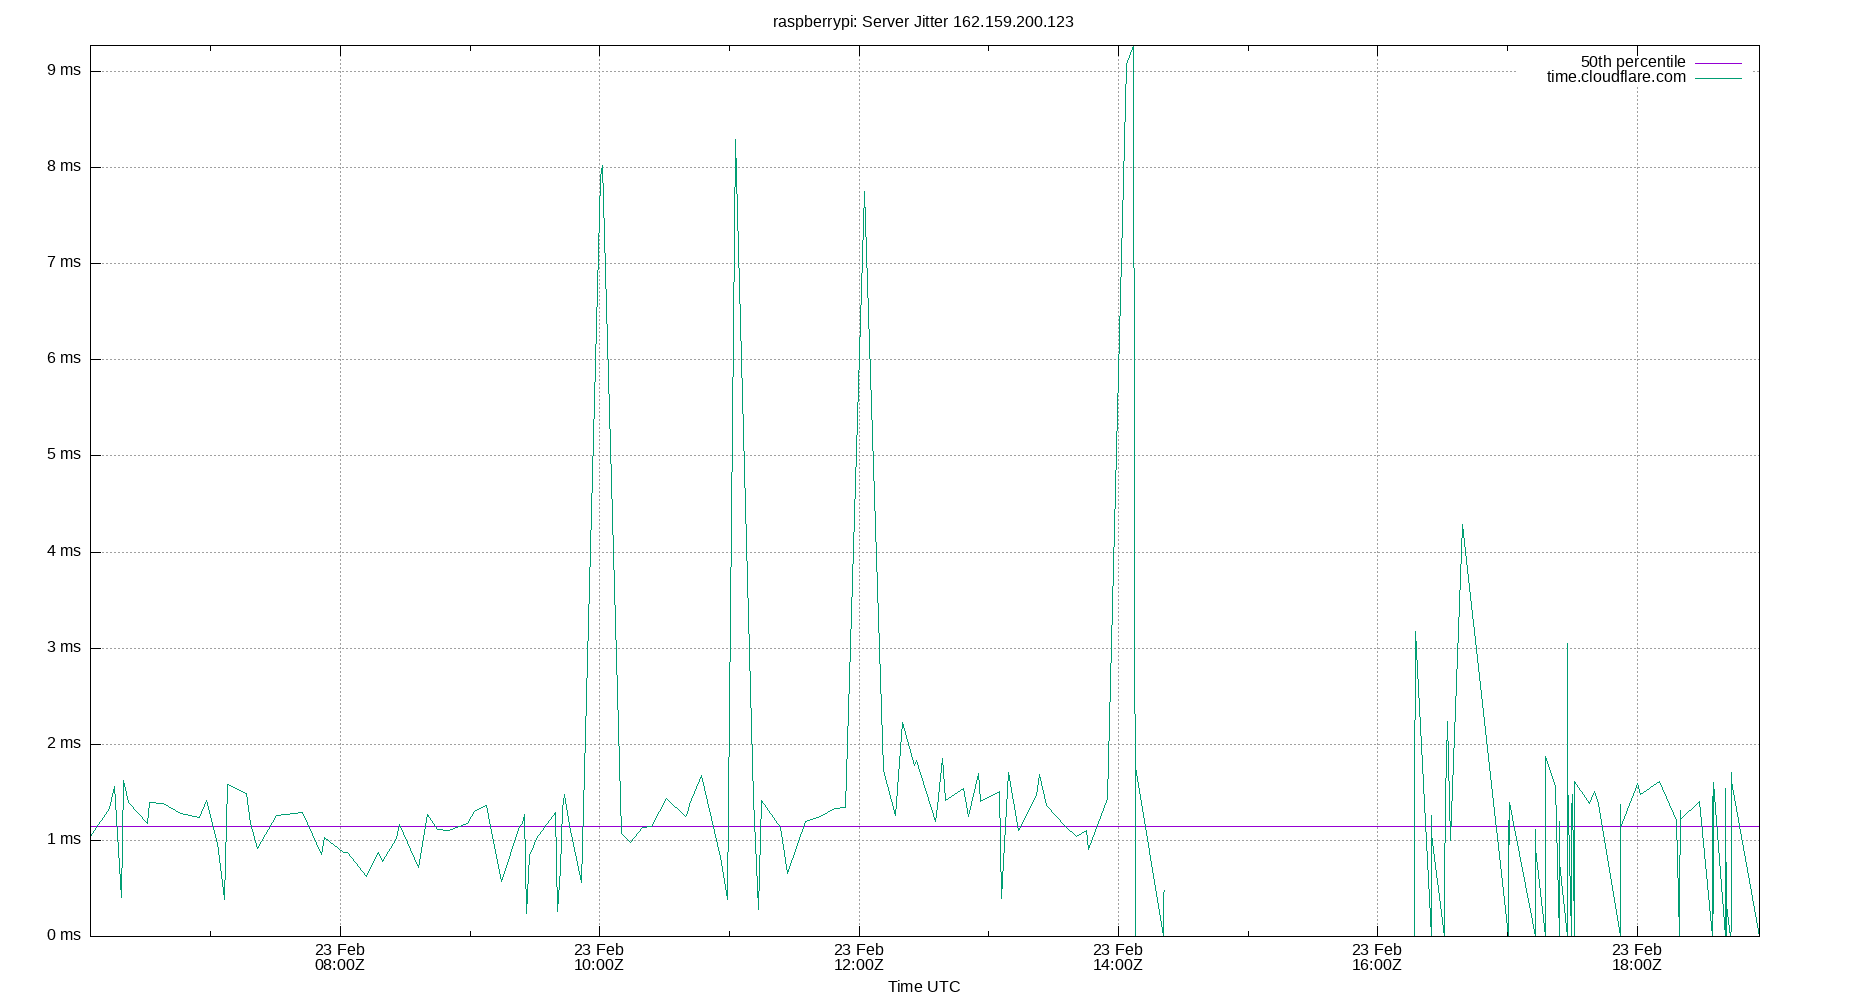 raspberrypi: Server Jitter 162.159.200.123
9 ms
8 ms
7 ms
6 ms
5 ms
4 ms
3 ms
2 ms
1 ms
0 ms
50th percentile
time.cloudflare.com
23 Feb
08:00Z
23 Feb
10:00Z
23 Feb
12:00Z
23 Feb
14:00Z
23 Feb
16:00Z
23 Feb
18:00Z
Time UTC